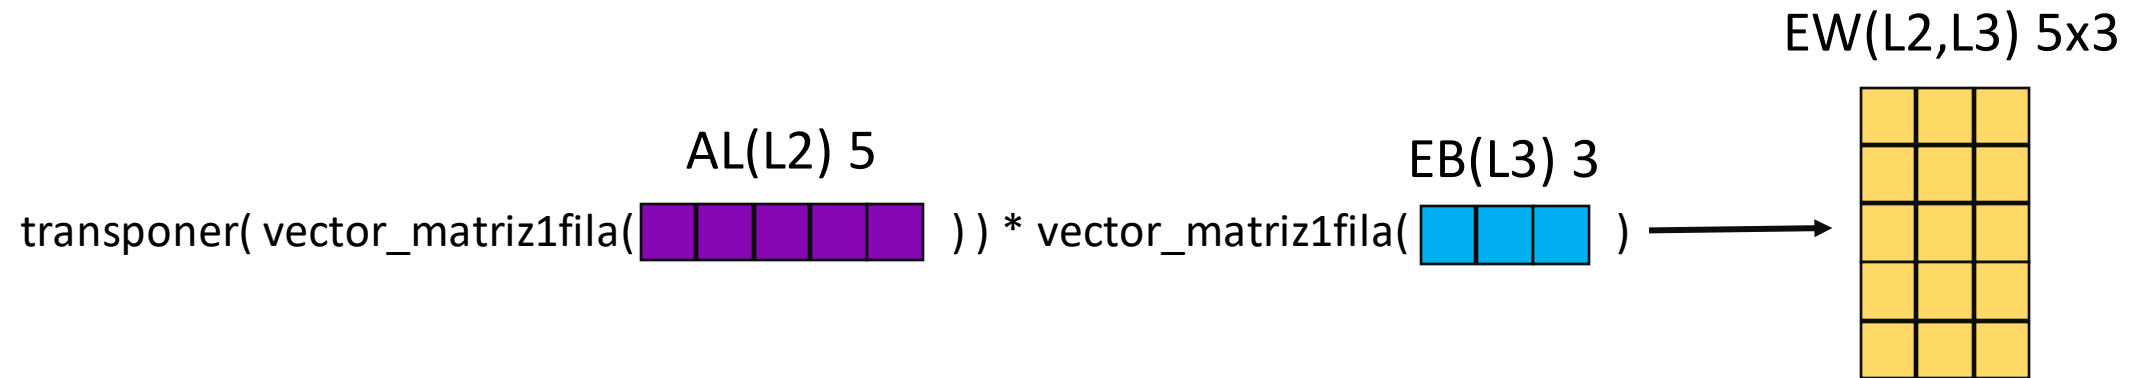 EW(L2,L3) 5x3
AL(L2) 5
EB(L3) 3
transponer( vector_matriz1fila( ) ) * vector_matriz1fila( )